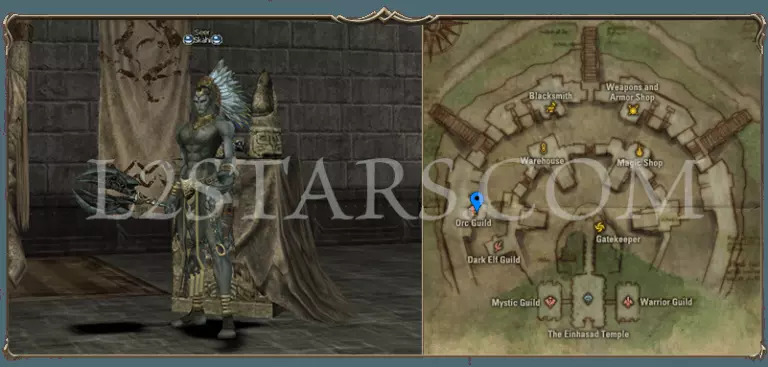 Seer
Skahi
L2STARS.COM
Blacksmith
Weapons and
Armor Shop
Warehouse
Magic Shop
Orc Guild
Gatekeeper
Dark Elf Guild
Mystic Guild
Warrior Guild
The Einhasad Temple